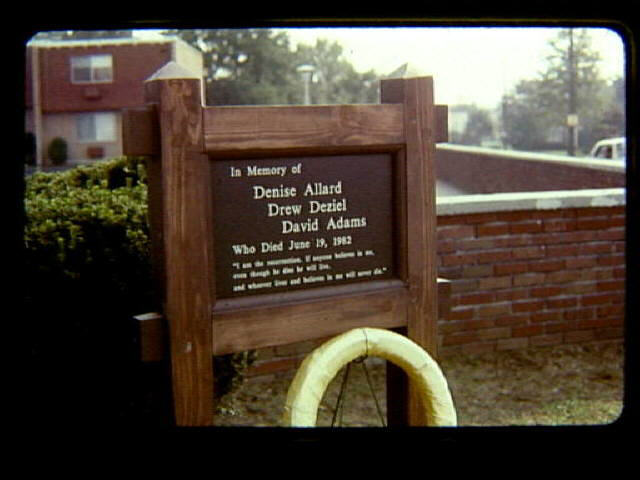 In Memory of
Denise Allard
Drew Deziel
David Adams
Who Died June 19, 1982
"I am the resurrection. If anyone believes in me,
even though he dies he will live,
and whoever lives and believes in me will never die."